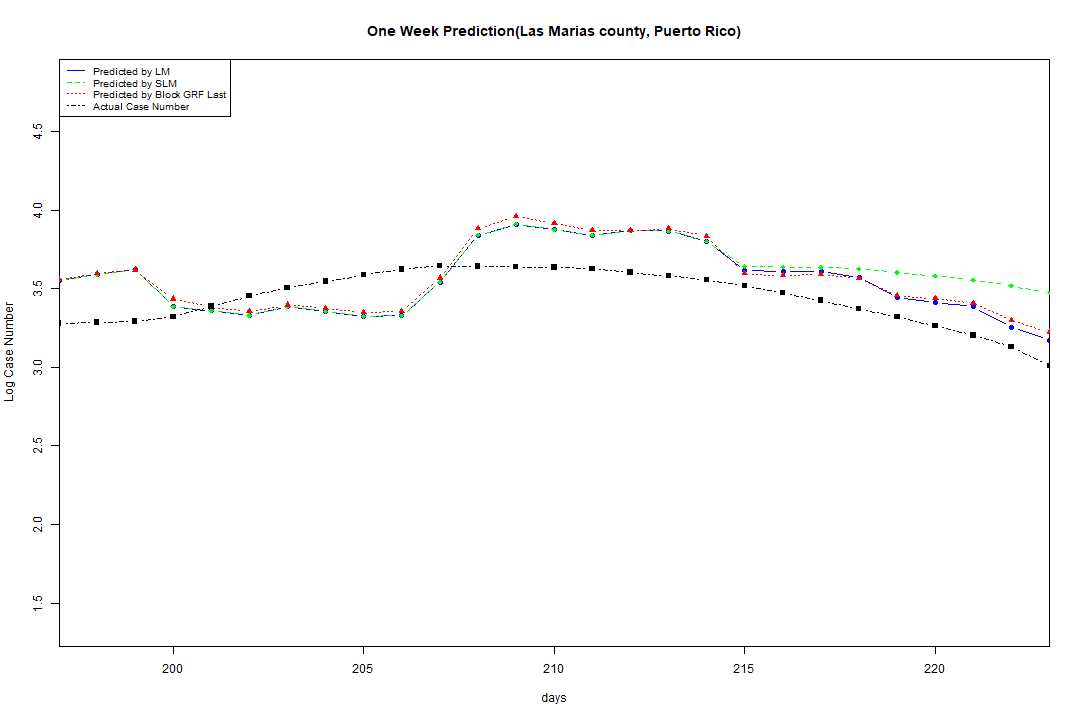 One Week Prediction(Las Marias county, Puerto Rico)
Predicted by LM
Predicted by SLM
Predicted by Block GRF Last
Actual Case Number
4.5
4.0
3.5
3.0
2.5
2.0
1.5
Log Case Number
200 205 210 215 220
days